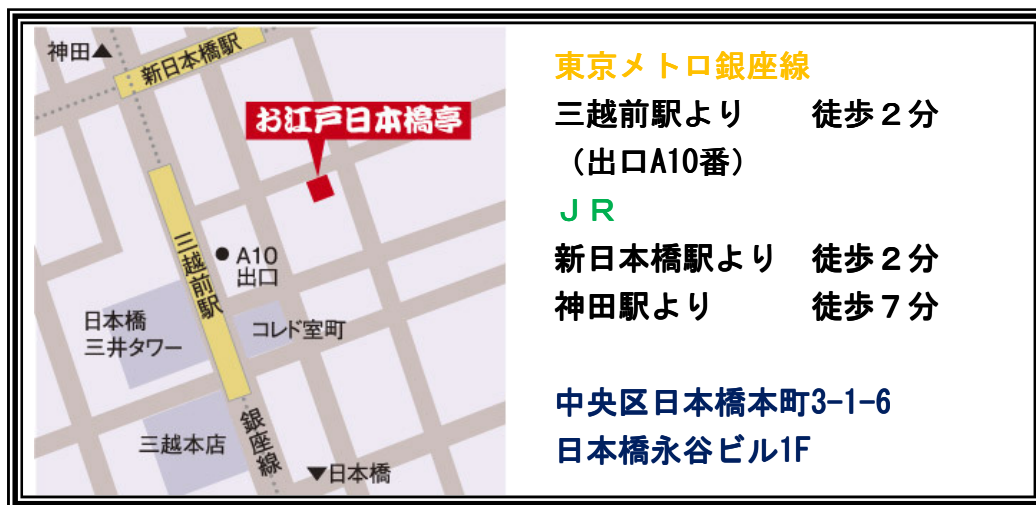 神田▲
新日本橋駅
お江戸日本橋亭
三越前駅
A10
出口
日本橋
三井タワー
コレド室町
三越本店
銀座線
▼日本橋
東京メトロ銀座線
三越前駅より　　徒歩２分
（出口A10番）
ＪＲ
新日本橋駅より　徒歩２分
神田駅より　　　徒歩７分
中央区日本橋本町3-1-6
日本橋永谷ビル1F